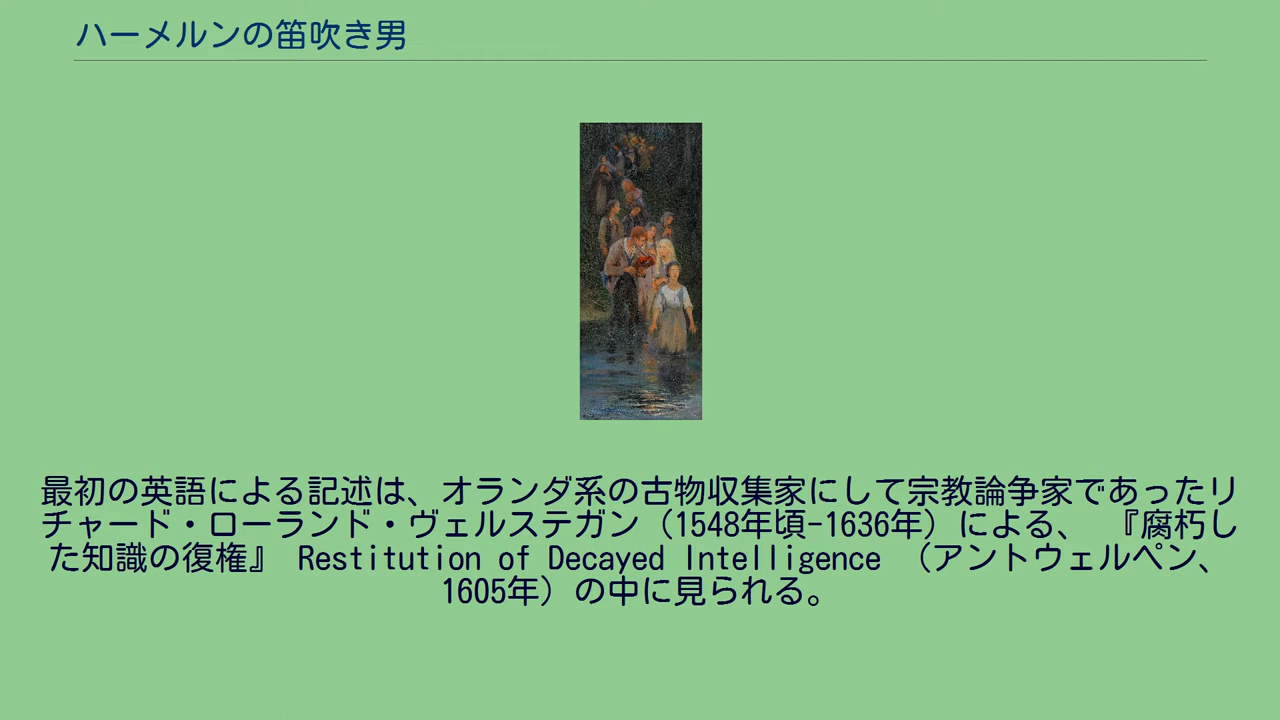 ハーメルンの笛吹き男
最初の英語による記述は、オランダ系の古物収集家にして宗教論争家であったリ
チャード・ローランド・ヴェルステガン（1548年頃-1636年）による、 『腐朽し
た知識の復権』 Restitution of Decayed Intelligence （アントウェルペン、
1605年）の中に見られる。